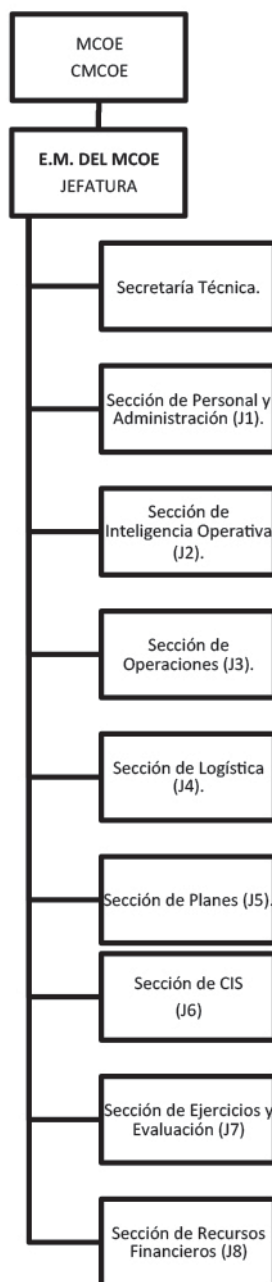 MCOE
CMCOE
E.M. DEL MCOE
JEFATURA
Secretaría Técnica.
Sección de Personal y
Administración (J1).
Sección de
Inteligencia Operativa
(J2).
Sección de
Operaciones (J3).
Sección de Logística
(J4).
Sección de Planes (J5).
Sección de CIS
(J6)
Sección de Ejercicios y
Evaluación (J7)
Sección de Recursos
Financieros (J8)